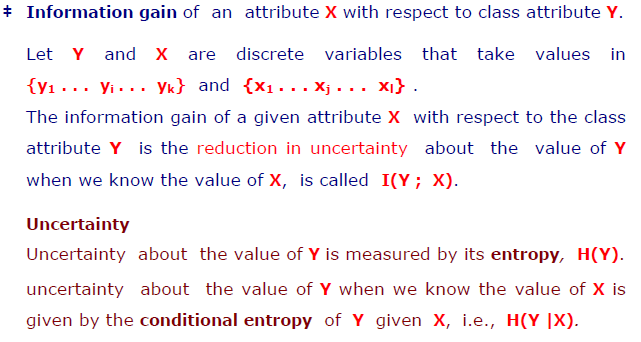 ‡ Information gain of an attribute X with respect to class attribute Y.
Let Y and X are discrete variables that take values in
{y₁ ... yᵢ... yₖ} and {x₁ ... xⱼ ... xₗ} .
The information gain of a given attribute X with respect to the class
attribute Y is the reduction in uncertainty about the value of Y
when we know the value of X, is called I(Y ; X).
Uncertainty
Uncertainty about the value of Y is measured by its entropy, H(Y).
uncertainty about the value of Y when we know the value of X is
given by the conditional entropy of Y given X, i.e., H(Y |X).